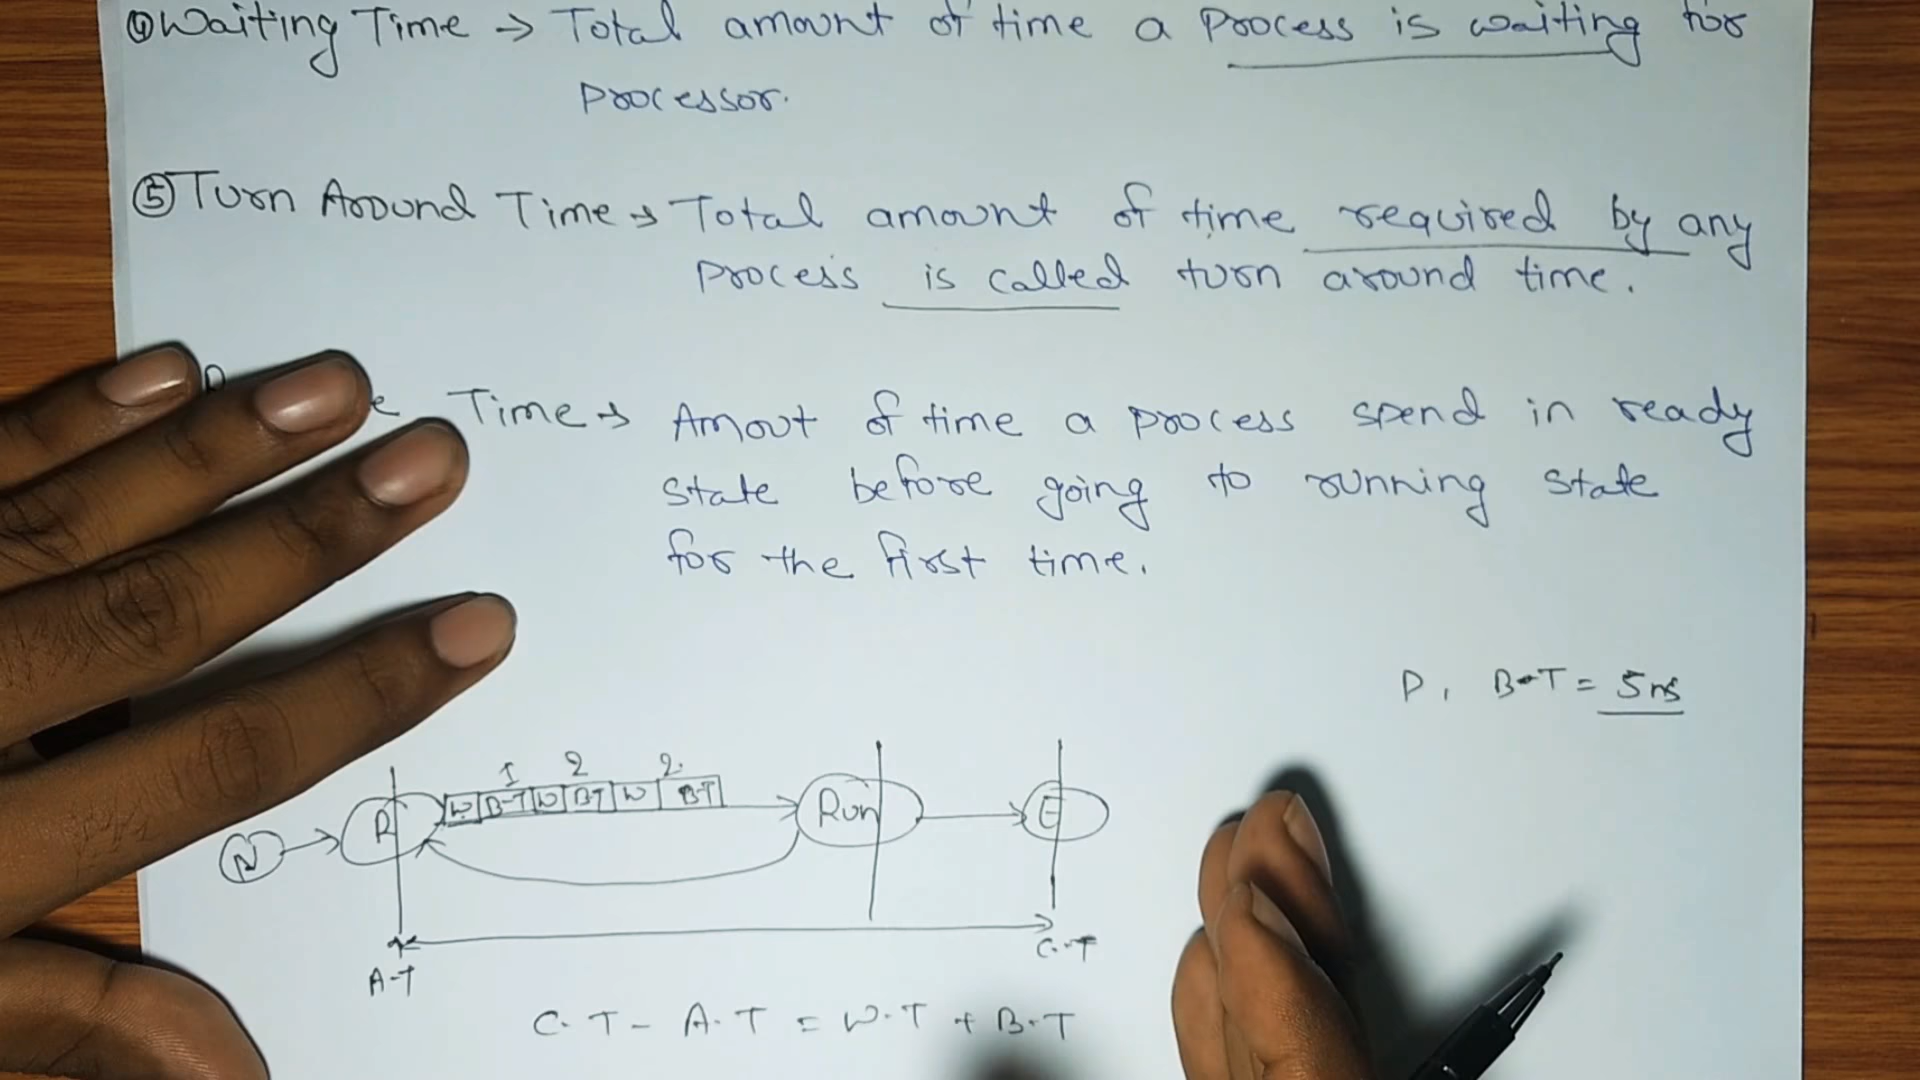 ④ Waiting Time → Total amount of time a process is waiting for
processor.
⑤ Turn Around Time → Total amount of time required by any
process is called turn around time.
Time → Amout of time a process spend in ready
state before going to running state
for the first time.
P, B-T = 5ns
1 2 2.
N R W B-T W BT W B-T Run E
A-T C.-T
C.T - A.T = W.T + B.T